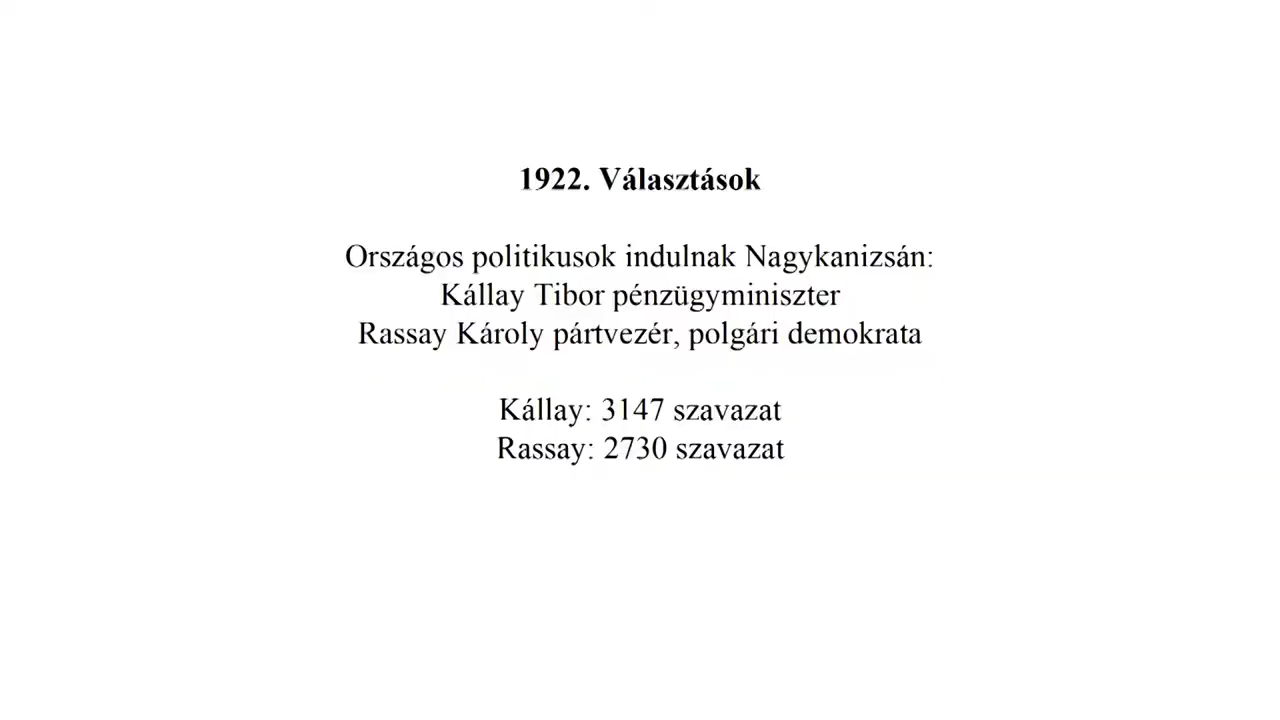 1922. Választások
Országos politikusok indulnak Nagykanizsán:
Kállay Tibor pénzügyminiszter
Rassay Károly pártvezér, polgári demokrata
Kállay: 3147 szavazat
Rassay: 2730 szavazat